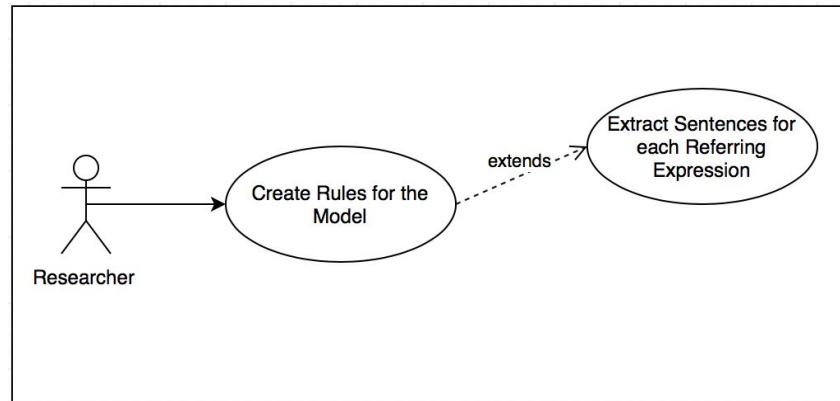 Researcher
Create Rules for the
Model
extends
Extract Sentences for
each Referring
Expression